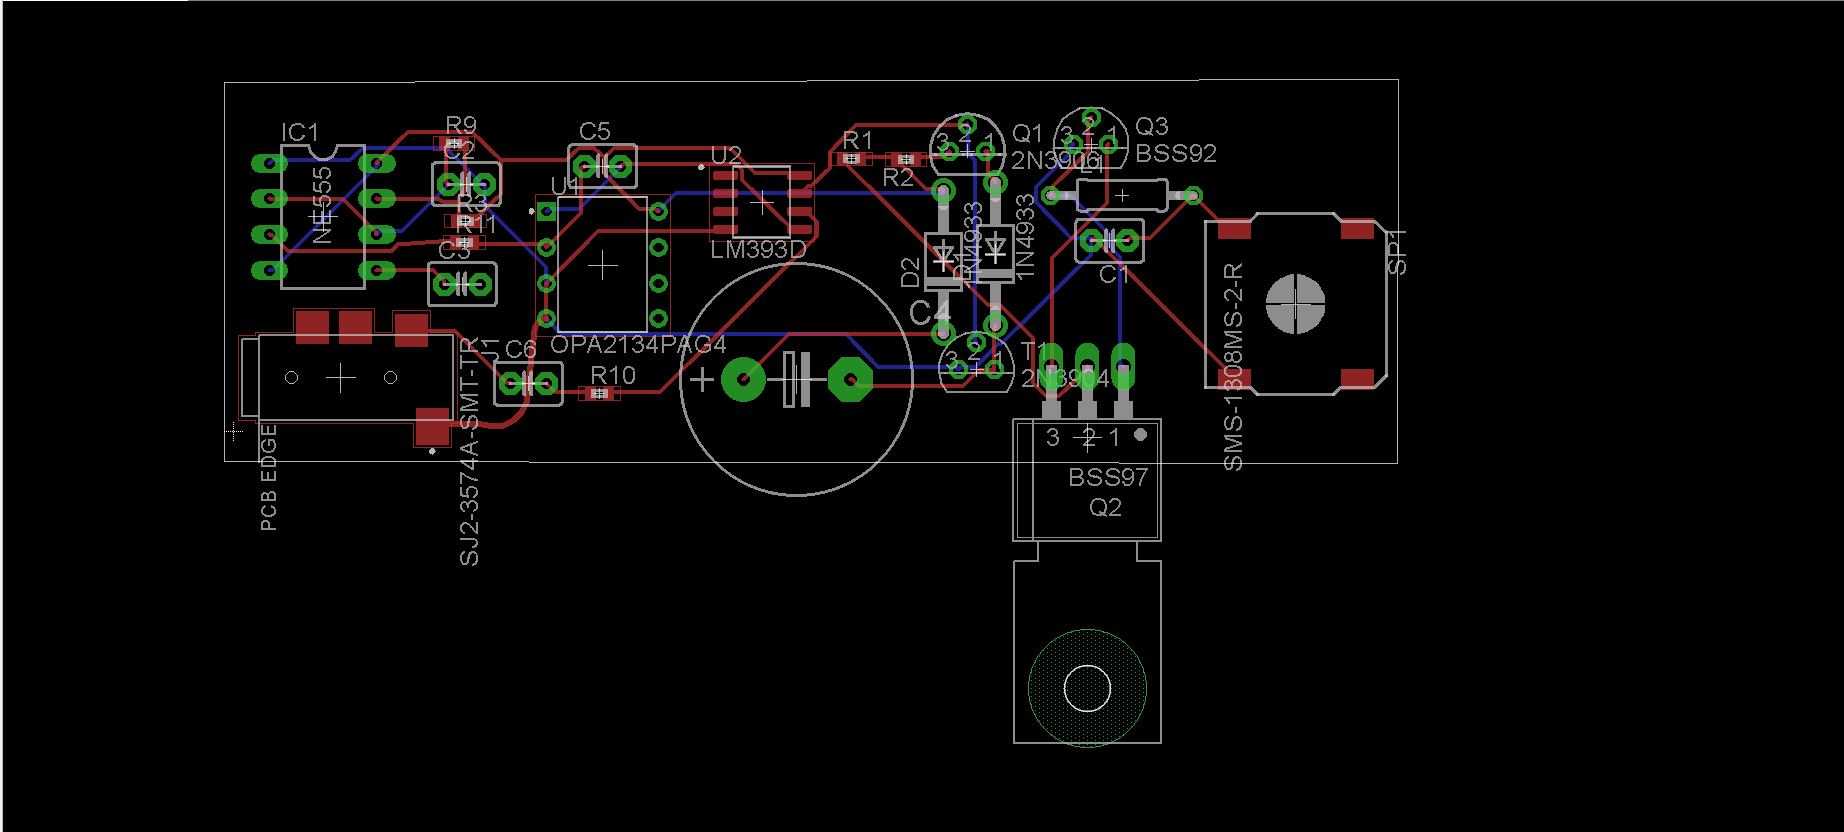 IC1
NE555
R9
C2
R3
R11
C3
C5
U1
U2
LM393D
OPA2134PAG4
R1
R2
3 2 1
Q1
2N3906
3 2 1
Q3
BSS92
L1
D2
D1
1N4933
1N4933
C1
C4
SP1
SMS-1308MS-2-R
J1
SJ2-3574A-SMT-TR
PCB EDGE
C6
R10
3 2 1
T1
2N3904
3 2 1
BSS97
Q2